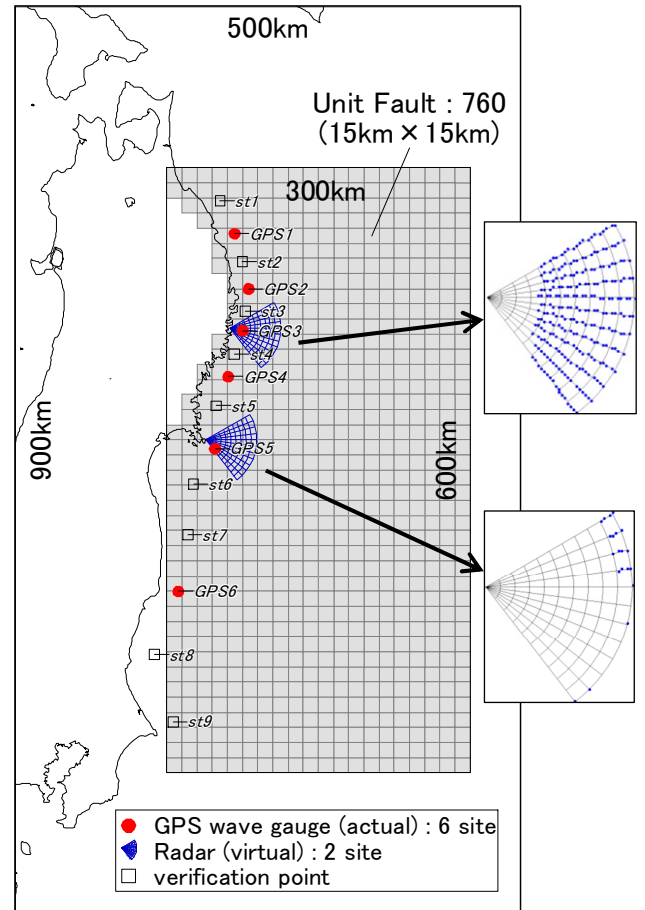 500km
Unit Fault : 760
(15km × 15km)
300km
st1
GPS1
st2
GPS2
st3
GPS3
st4
GPS4
st5
GPS5
st6
st7
GPS6
st8
st9
900km
600km
GPS wave gauge (actual) : 6 site
Radar (virtual) : 2 site
verification point